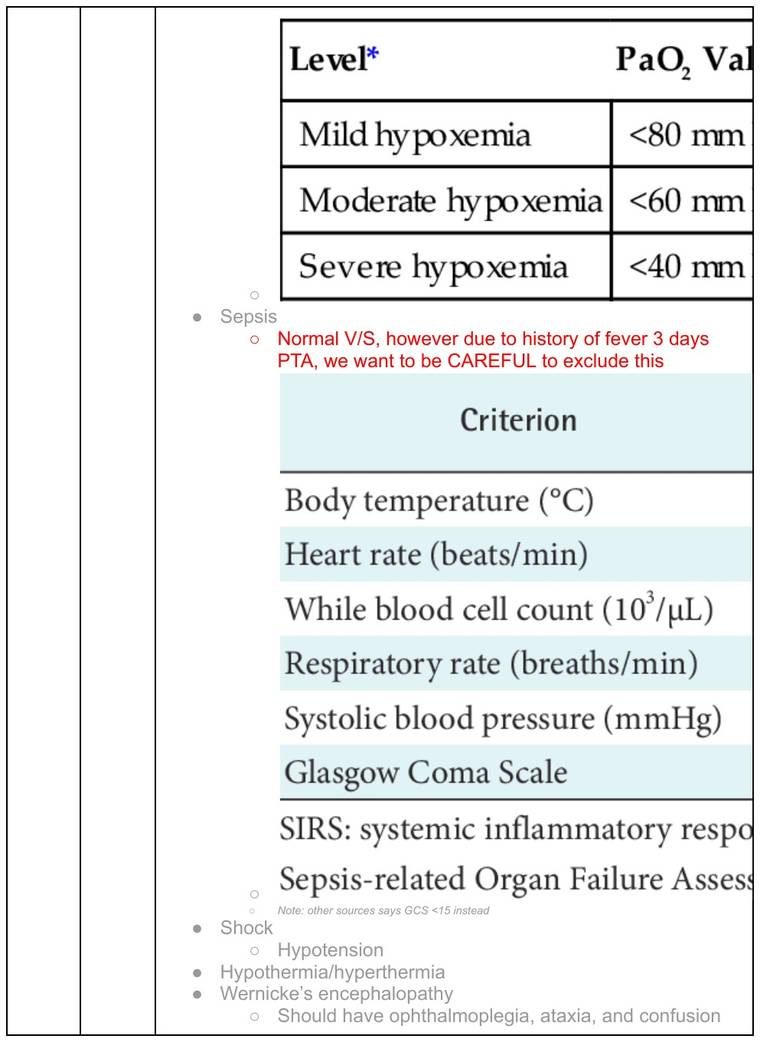 Level* PaO₂ Val
Mild hypoxemia <80 mm
Moderate hypoxemia <60 mm
Severe hypoxemia <40 mm
○
● Sepsis
○ Normal V/S, however due to history of fever 3 days
PTA, we want to be CAREFUL to exclude this
Criterion
Body temperature (°C)
Heart rate (beats/min)
While blood cell count (10³/μL)
Respiratory rate (breaths/min)
Systolic blood pressure (mmHg)
Glasgow Coma Scale
SIRS: systemic inflammatory respo
Sepsis-related Organ Failure Assess
○
○ Note: other sources says GCS <15 instead
● Shock
○ Hypotension
● Hypothermia/hyperthermia
● Wernicke’s encephalopathy
○ Should have ophthalmoplegia, ataxia, and confusion